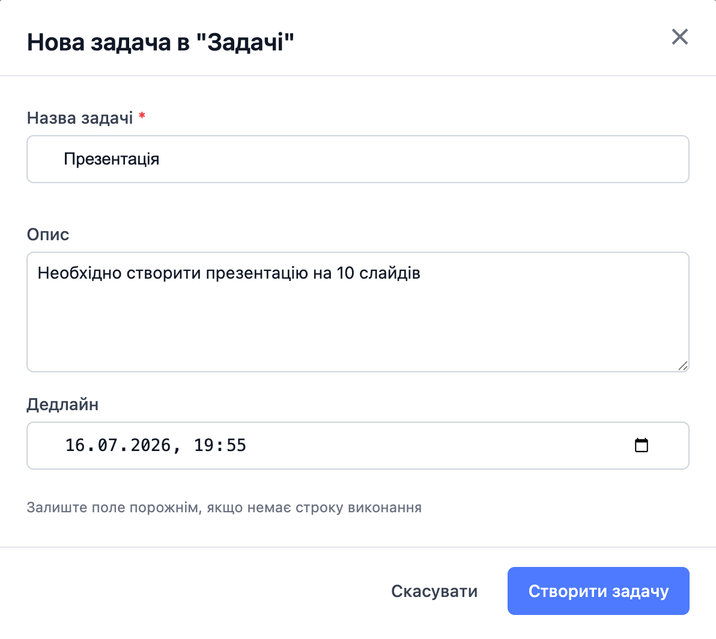 Нова задача в "Задачі"
Назва задачі *
Презентація
Опис
Необхідно створити презентацію на 10 слайдів
Дедлайн
16.07.2026, 19:55
Залиште поле порожнім, якщо немає строку виконання
Скасувати
Створити задачу